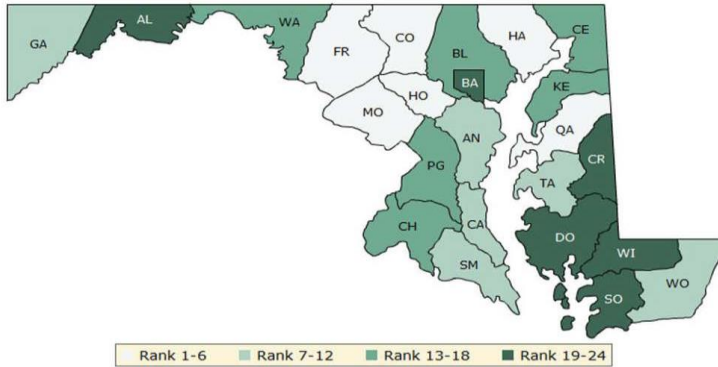 GA
AL
WA
FR
CO
BL
HA
CE
BA
KE
HO
MO
AN
QA
CR
PG
TA
CA
CH
DO
SM
WI
WO
SO
Rank 1-6 Rank 7-12 Rank 13-18 Rank 19-24